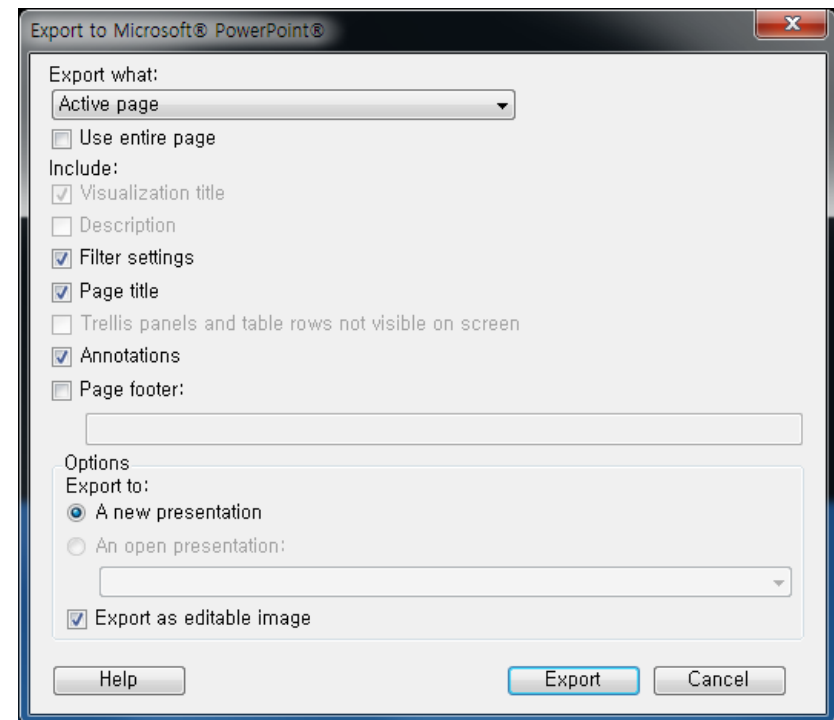 Export to Microsoft® PowerPoint®
Export what:
Active page
Use entire page
Include:
Visualization title
Description
Filter settings
Page title
Trellis panels and table rows not visible on screen
Annotations
Page footer:
Options
Export to:
A new presentation
An open presentation:
Export as editable image
Help Export Cancel